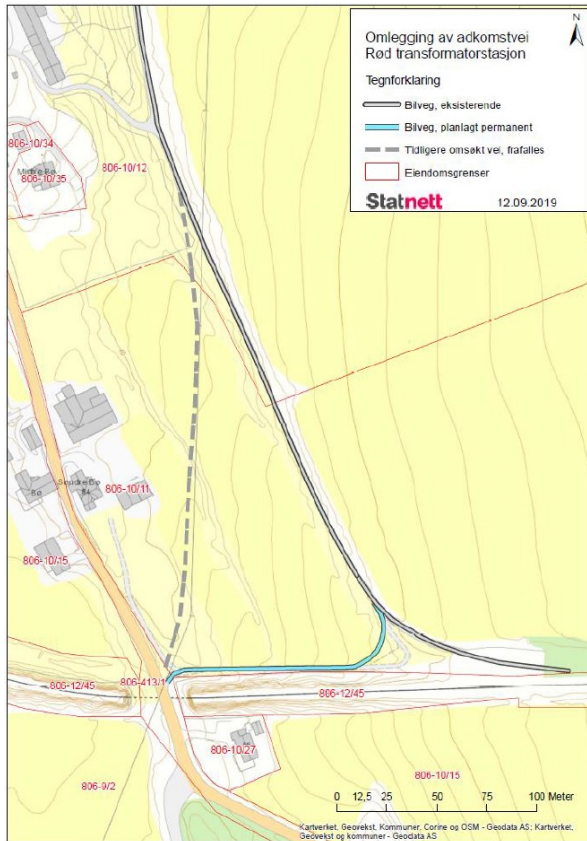 N
Omlegging av adkomstvei
Rød transformatorstasjon
Tegnforklaring
Bilveg, eksisterende
Bilveg, planlagt permanent
Tidligere omsøkt vei, frafalles
Eiendomsgrenser
Statnett 12.09.2019
806-10/34
806-10/12
Midtre Bø
806-10/35
Søndre Bø
Bø
84
806-10/11
806-10/15
806-12/45
806-413/1
806-12/45
806-10/27
806-9/2
806-10/15
0 12,5 25 50 75 100 Meter
Kartverket, Geovekst, Kommuner, Corine og OSM - Geodata AS; Kartverket,
Geovekst og kommuner - Geodata AS